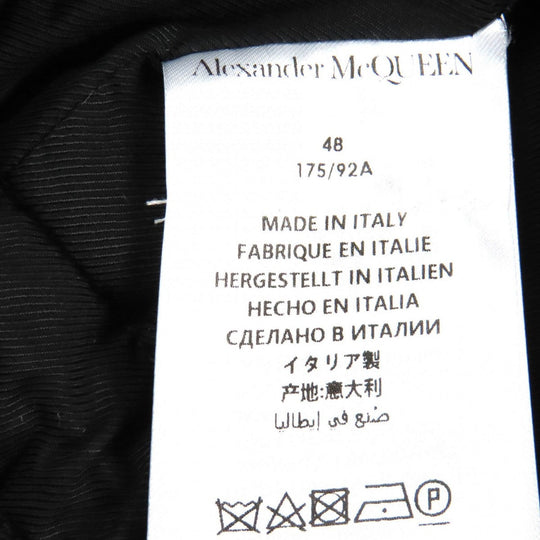 Alexander McQUEEN
48
175/92A
MADE IN ITALY
FABRIQUE EN ITALIE
HERGESTELLT IN ITALIEN
HECHO EN ITALIA
СДЕЛАНО В ИТАЛИИ
イタリア製
产地:意大利
صُنع في إيطاليا
P